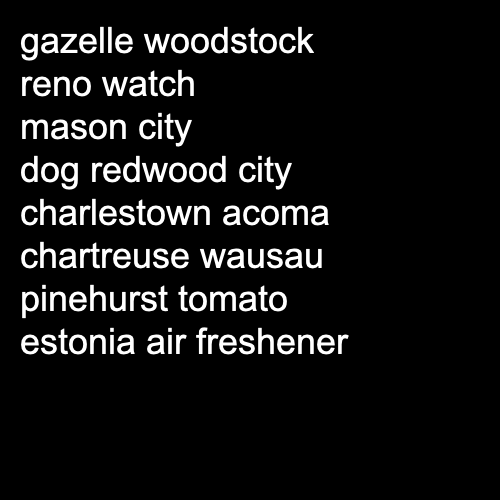 gazelle woodstock
reno watch
mason city
dog redwood city
charlestown acoma
chartreuse wausau
pinehurst tomato
estonia air freshener